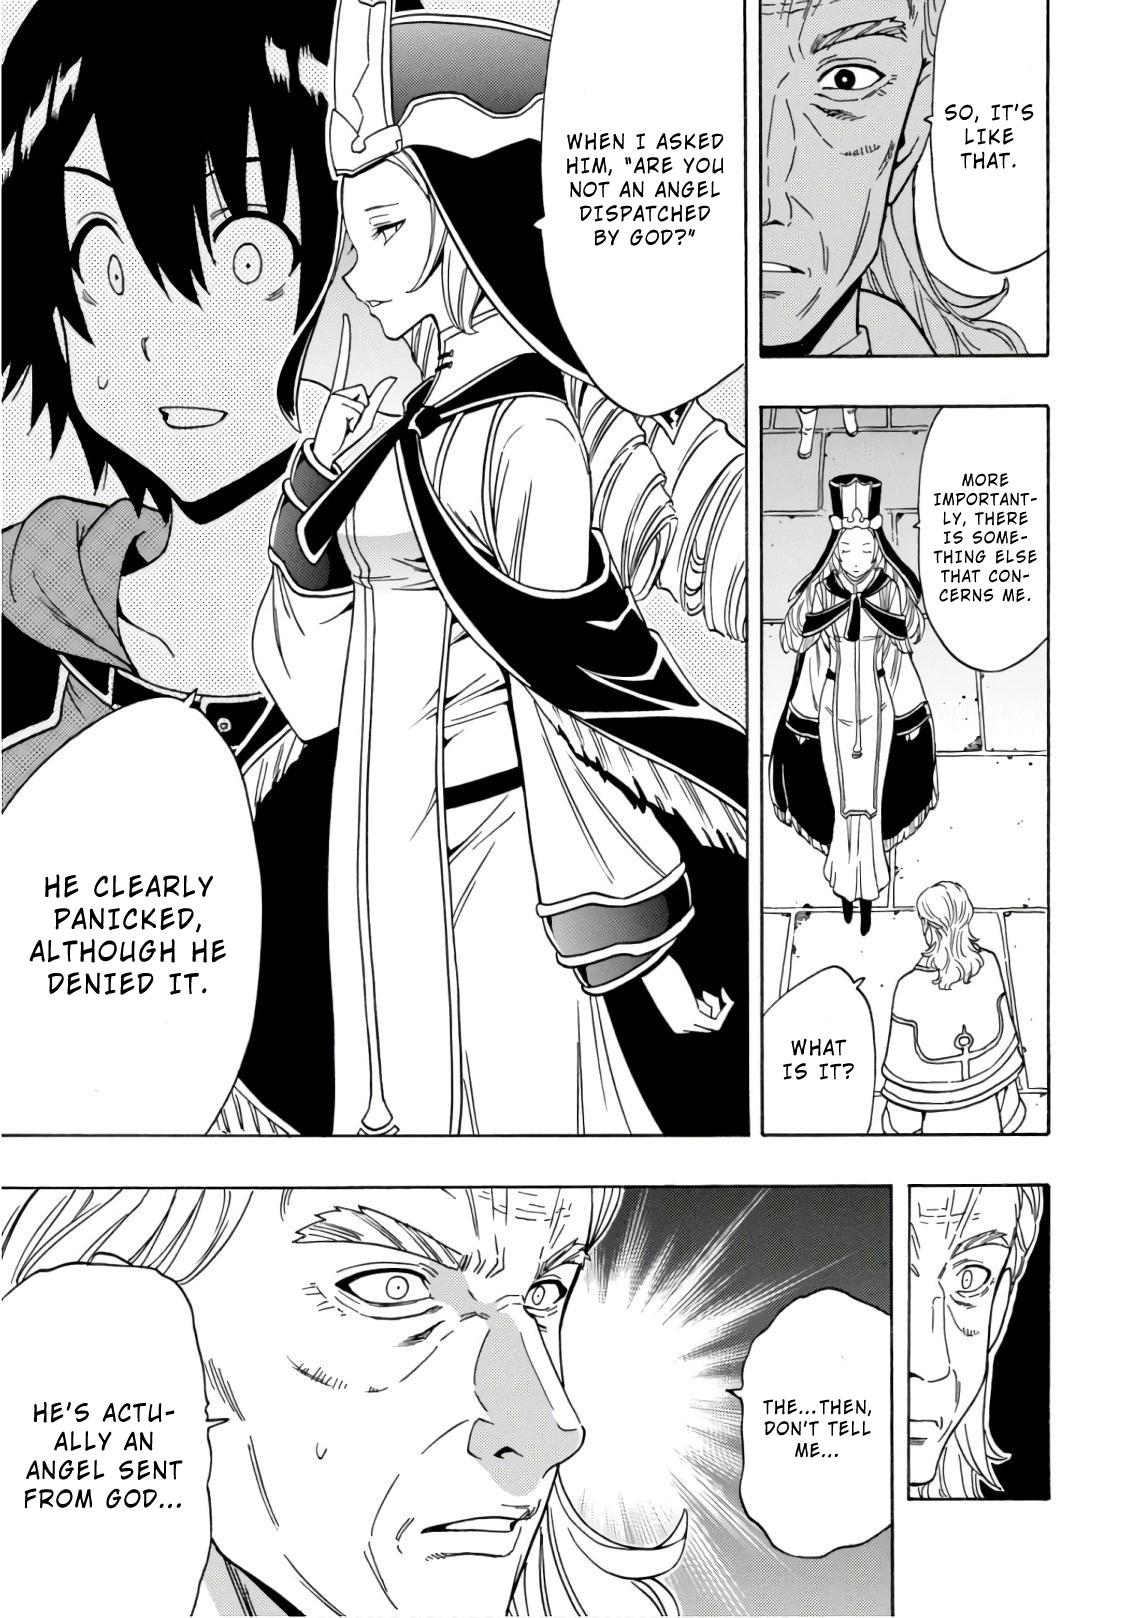 SO, IT'S
LIKE
THAT.
MORE
IMPORTANT-
LY, THERE
IS SOME-
THING ELSE
THAT CON-
CERNS ME.
WHAT
IS IT?
WHEN I ASKED
HIM, "ARE YOU
NOT AN ANGEL
DISPATCHED
BY GOD?"
HE CLEARLY
PANICKED,
ALTHOUGH HE
DENIED IT.
THE...THEN,
DON'T TELL
ME...
HE'S ACTU-
ALLY AN
ANGEL SENT
FROM GOD...